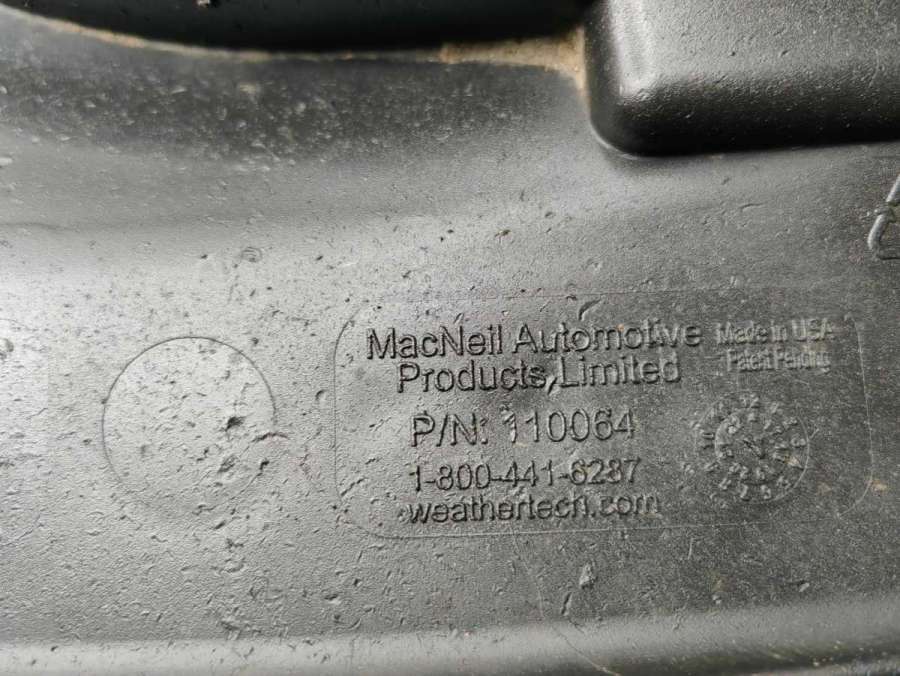 MacNeil Automotive
Products, Limited
P/N: 110064
1-800-441-6287
weathertech.com
Made in USA
Patent Pending